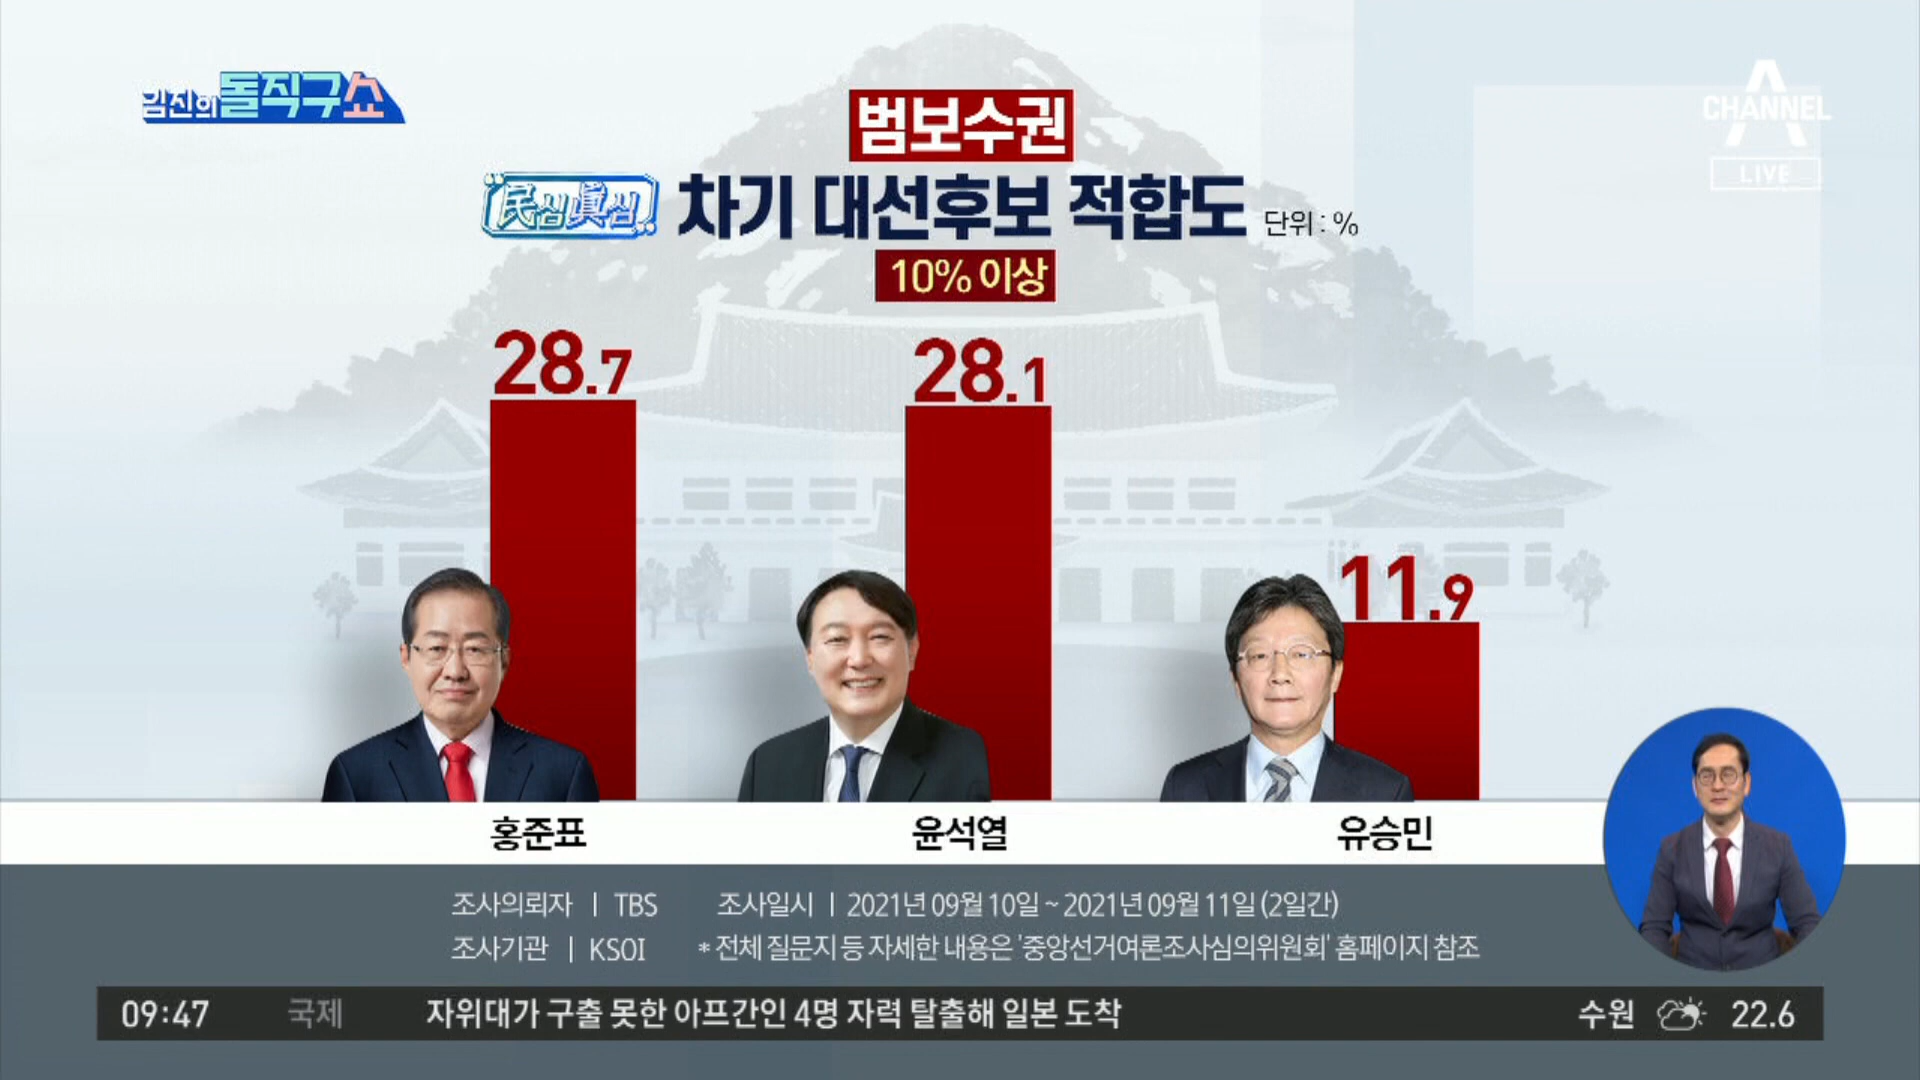 김진의 돌직구쇼
CHANNEL A
LIVE
범보수권
"民심眞심" 차기 대선후보 적합도 단위 : %
10% 이상
28.7
28.1
11.9
홍준표
윤석열
유승민
조사의뢰자 | TBS 조사일시 | 2021년 09월 10일 ~ 2021년 09월 11일 (2일간)
조사기관 | KSOI * 전체 질문지 등 자세한 내용은 '중앙선거여론조사심의위원회' 홈페이지 참조
09:47 국제 자위대가 구출 못한 아프간인 4명 자력 탈출해 일본 도착 수원 22.6